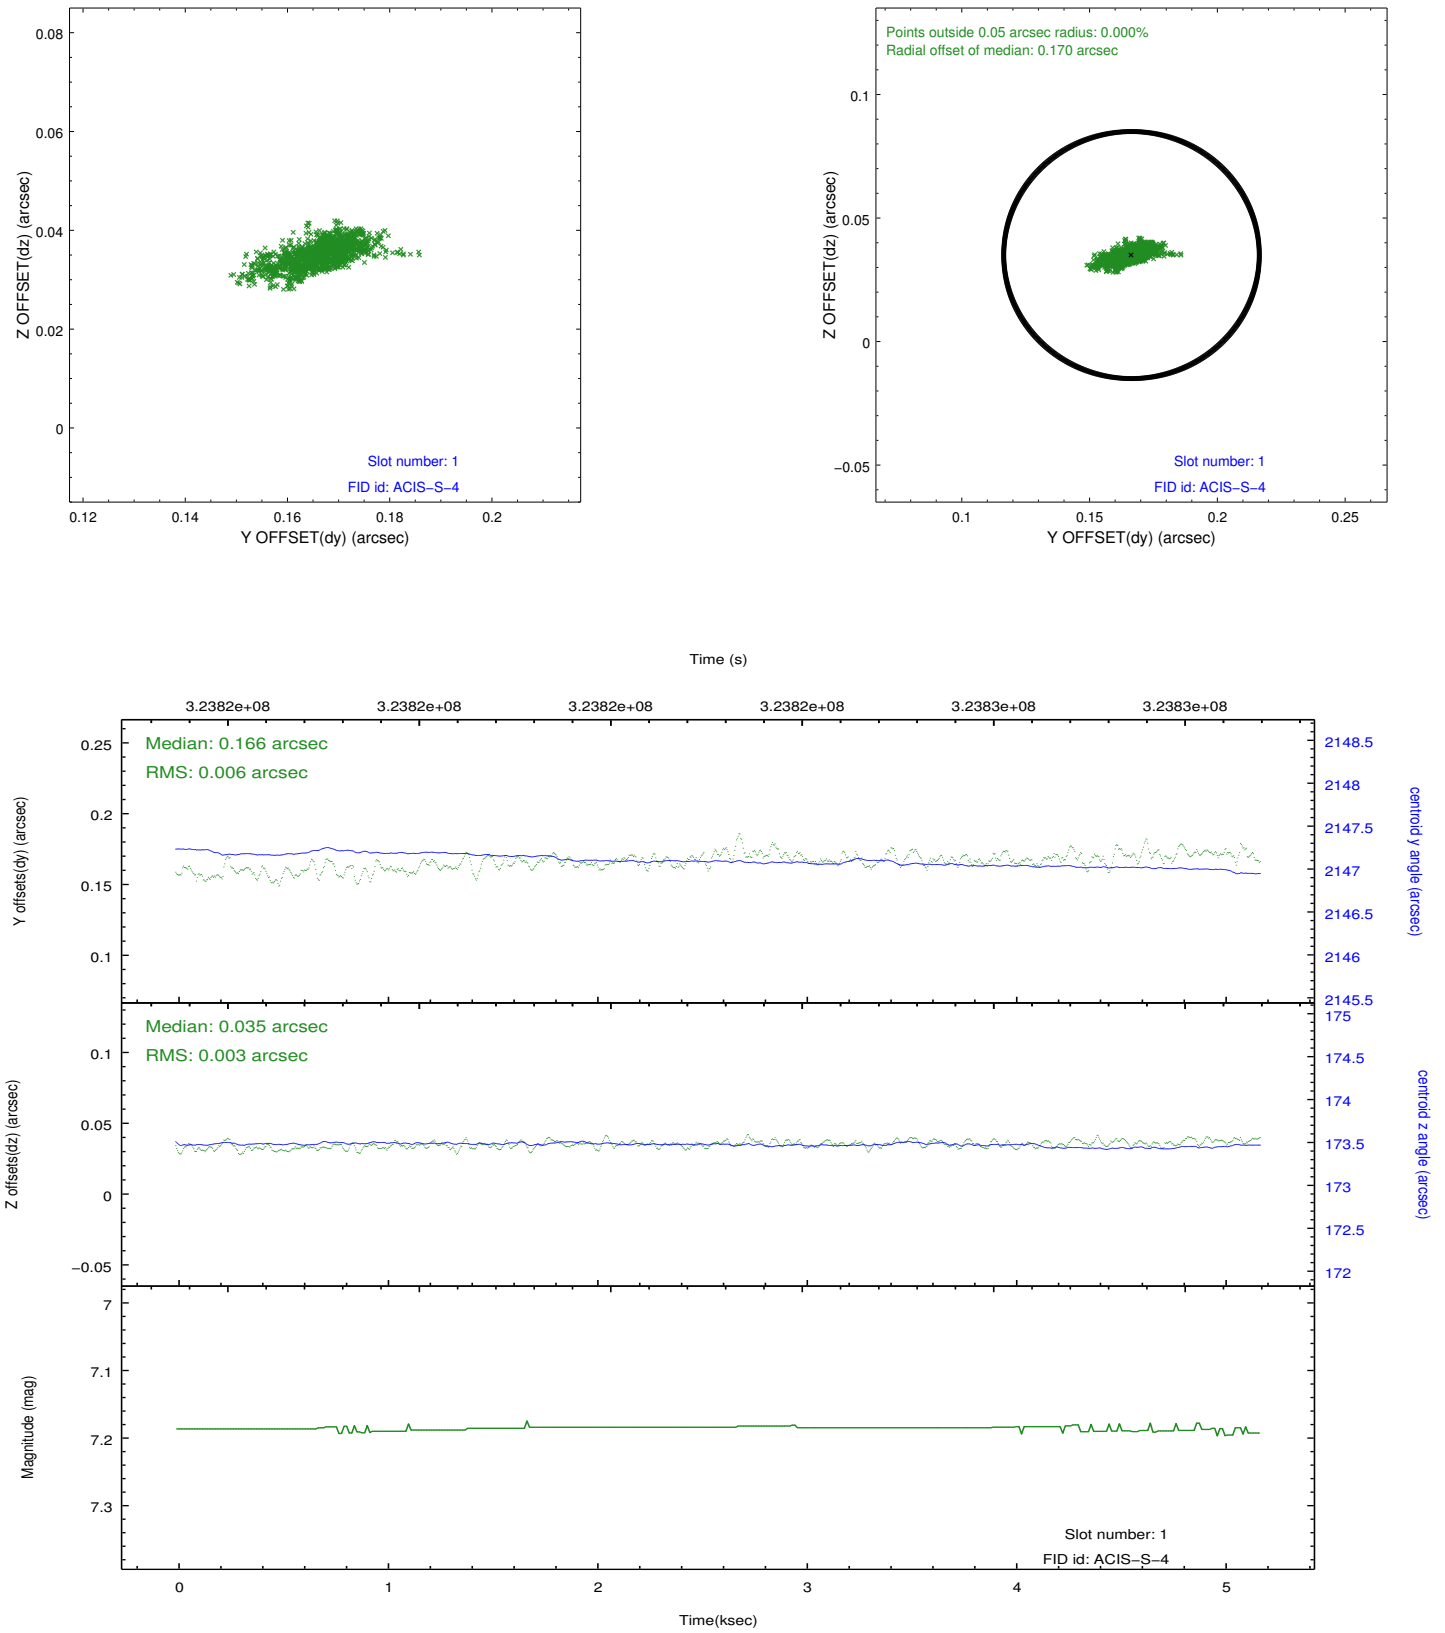 0.08
0.06
0.04
0.02
0
Z OFFSET(dz) (arcsec)
Slot number: 1
FID id: ACIS−S−4
0.12 0.14 0.16 0.18 0.2
Y OFFSET(dy) (arcsec)
Points outside 0.05 arcsec radius: 0.000%
Radial offset of median: 0.170 arcsec
0.1
0.05
0
−0.05
Z OFFSET(dz) (arcsec)
Slot number: 1
FID id: ACIS−S−4
0.1 0.15 0.2 0.25
Y OFFSET(dy) (arcsec)
Time (s)
3.2382e+08 3.2382e+08 3.2382e+08 3.2382e+08 3.2383e+08 3.2383e+08
Median: 0.166 arcsec
RMS: 0.006 arcsec
0.25
0.2
0.15
0.1
Y offsets(dy) (arcsec)
2148.5
2148
2147.5
2147
2146.5
2146
2145.5
centroid y angle (arcsec)
Median: 0.035 arcsec
RMS: 0.003 arcsec
0.1
0.05
0
−0.05
Z offsets(dz) (arcsec)
175
174.5
174
173.5
173
172.5
172
centroid z angle (arcsec)
7
7.1
7.2
7.3
Magnitude (mag)
Slot number: 1
FID id: ACIS−S−4
0 1 2 3 4 5
Time(ksec)